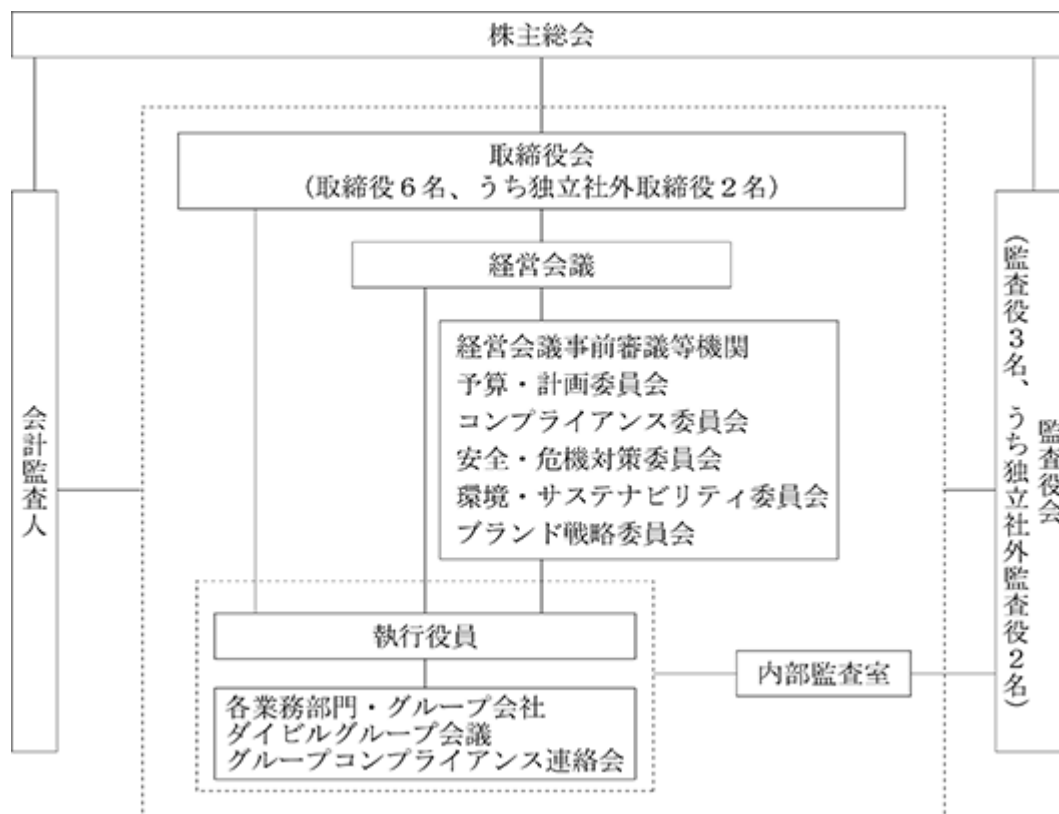 株主総会
取締役会
(取締役6名、うち独立社外取締役2名)
経営会議
経営会議事前審議等機関
予算・計画委員会
コンプライアンス委員会
安全・危機対策委員会
環境・サステナビリティ委員会
ブランド戦略委員会
会計監査人
監査役会
(監査役3名、うち独立社外監査役2名)
執行役員
内部監査室
各業務部門・グループ会社
ダイビルグループ会議
グループコンプライアンス連絡会